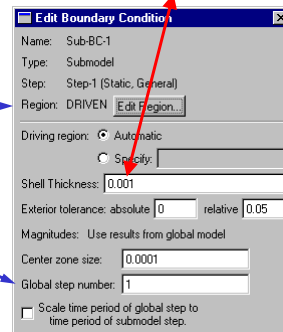 Edit Boundary Condition
Name: Sub-BC-1
Type: Submodel
Step: Step-1 (Static, General)
Region: DRIVEN Edit Region...
Driving region: Automatic
Specify:
Shell Thickness: 0.001
Exterior tolerance: absolute 0 relative 0.05
Magnitudes: Use results from global model
Center zone size: 0.0001
Global step number: 1
Scale time period of global step to
time period of submodel step.